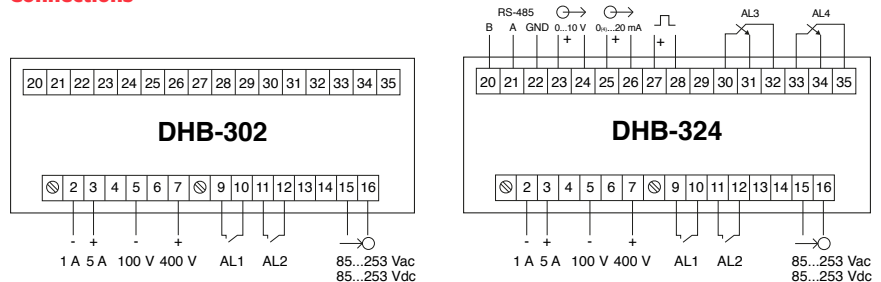 Connections
20 21 22 23 24 25 26 27 28 29 30 31 32 33 34 35
DHB-302
2 3 4 5 6 7 9 10 11 12 13 14 15 16
- + - +
1 A 5 A 100 V 400 V AL1 AL2 85...253 Vac
85...253 Vdc
RS-485 AL3 AL4
B A GND 0...10 V 0(4)...20 mA
+ + +
20 21 22 23 24 25 26 27 28 29 30 31 32 33 34 35
DHB-324
2 3 4 5 6 7 9 10 11 12 13 14 15 16
- + - +
1 A 5 A 100 V 400 V AL1 AL2 85...253 Vac
85...253 Vdc